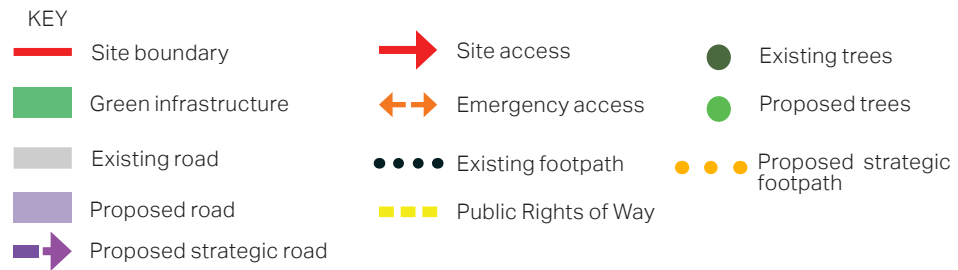 KEY
Site boundary
Green infrastructure
Existing road
Proposed road
Proposed strategic road
Site access
Emergency access
Existing footpath
Public Rights of Way
Existing trees
Proposed trees
Proposed strategic
footpath